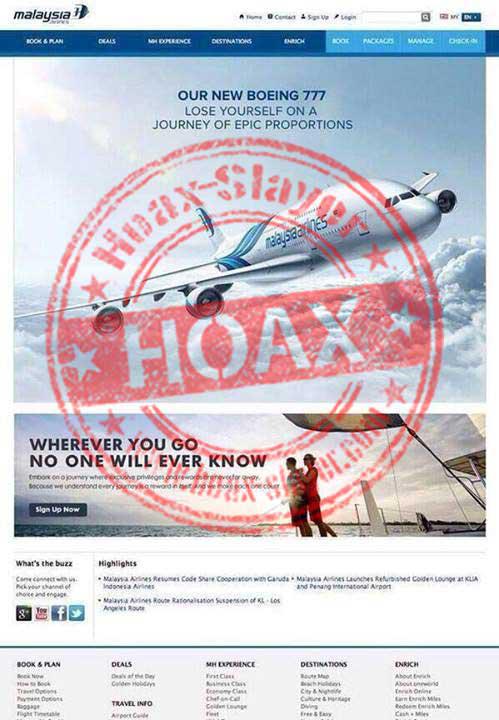 malaysia
airlines
Home Contact Sign Up Login
MY EN
BOOK & PLAN DEALS MH EXPERIENCE DESTINATIONS ENRICH BOOK PACKAGES MANAGE CHECK-IN
OUR NEW BOEING 777
LOSE YOURSELF ON A
JOURNEY OF EPIC PROPORTIONS
malaysia airlines
Hoax-Slayer
HOAX
WHEREVER YOU GO
NO ONE WILL EVER KNOW
Embark on a journey where exclusive privileges and rewards are never far away.
Because we understand every journey is a reward in itself and we make each one count
Sign Up Now
What's the buzz
Come connect with us.
Pick your channel of
choice and engage.
You Tube
Highlights
Malaysia Airlines Resumes Code Share Cooperation with Garuda
Indonesia Airlines
Malaysia Airlines Route Rationalisation Suspension of KL - Los
Angeles Route
Malaysia Airlines Launches Refurbished Golden Lounge at KLIA
and Penang International Airport
BOOK & PLAN
Book Now
How to Book
Travel Options
Payment Options
Baggage
Flight Timetable
DEALS
Deals of the Day
Golden Holidays
TRAVEL INFO
Airport Guide
MH EXPERIENCE
First Class
Business Class
Economy Class
Chef-on-Call
Golden Lounge
Fleet
DESTINATIONS
Route Map
Beach Holidays
City & Nightlife
Culture & Heritage
Diving
Free & Easy
ENRICH
About Enrich
About oneworld
Enrich Online
Earn Enrich Miles
Redeem Enrich Miles
Cash + Miles